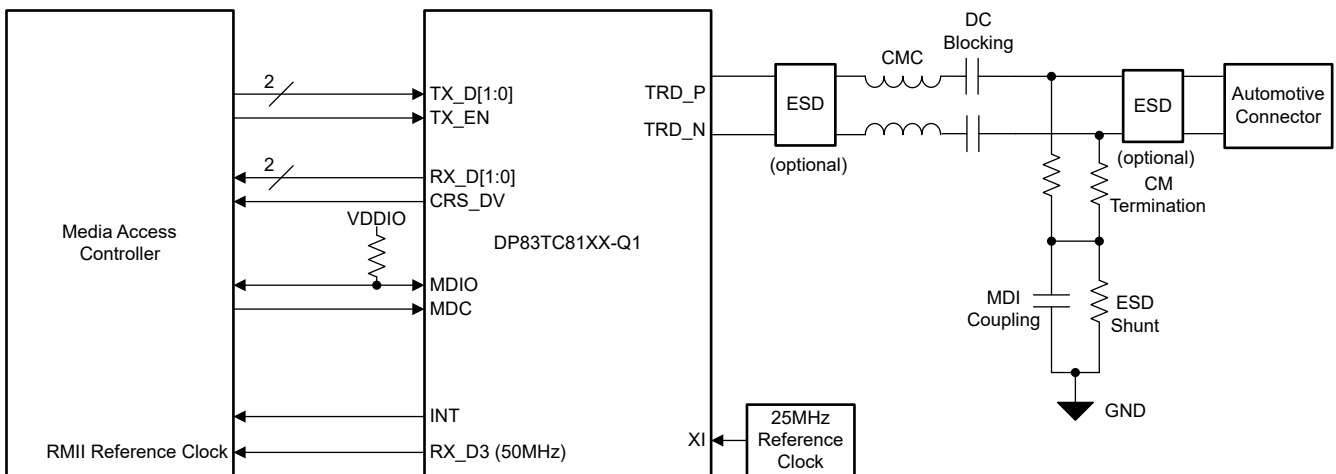 Media Access
Controller
RMII Reference Clock
2
2
VDDIO
TX_D[1:0]
TX_EN
RX_D[1:0]
CRS_DV
MDIO
MDC
INT
RX_D3 (50MHz)
DP83TC81XX-Q1
TRD_P
TRD_N
XI
25MHz
Reference
Clock
ESD
(optional)
CMC
DC
Blocking
ESD
(optional)
CM
Termination
Automotive
Connector
MDI
Coupling
ESD
Shunt
GND